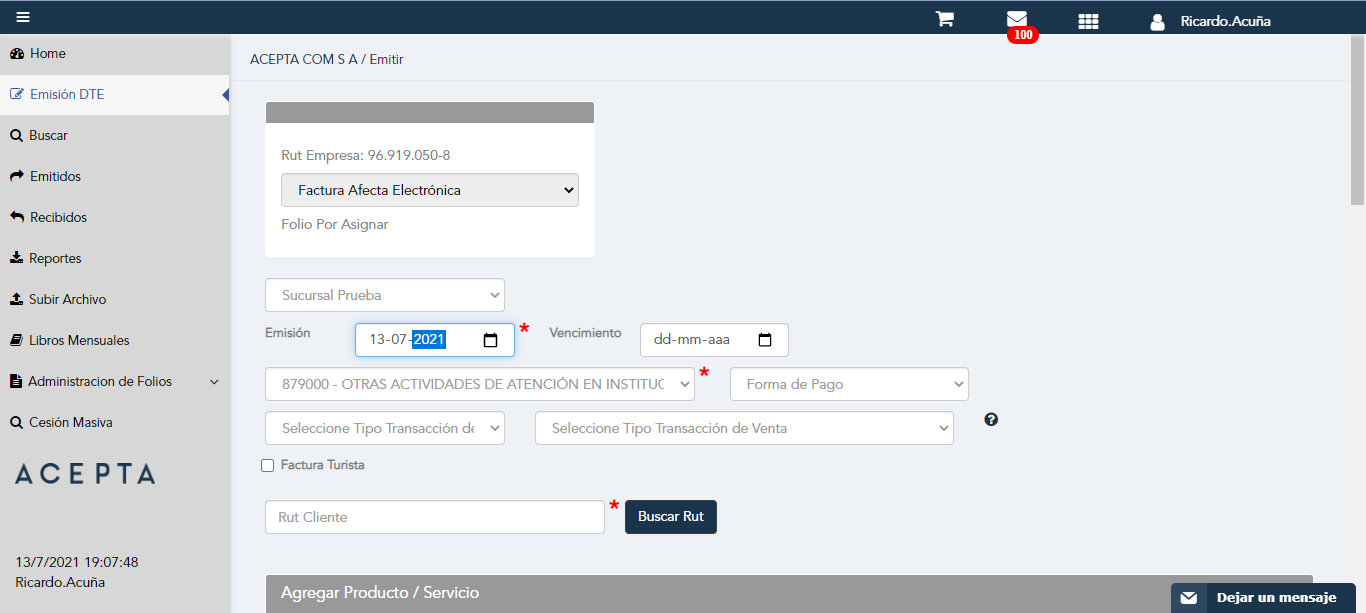 Ricardo.Acuña
100
Home
Emisión DTE
Buscar
Emitidos
Recibidos
Reportes
Subir Archivo
Libros Mensuales
Administracion de Folios
Cesión Masiva
ACEPTA
13/7/2021 19:07:48
Ricardo.Acuña
ACEPTA COM S A / Emitir
Rut Empresa: 96.919.050-8
Factura Afecta Electrónica
Folio Por Asignar
Sucursal Prueba
Emisión 13-07-2021 * Vencimiento dd-mm-aaa
879000 - OTRAS ACTIVIDADES DE ATENCIÓN EN INSTITUC * Forma de Pago
Seleccione Tipo Transacción de Seleccione Tipo Transacción de Venta ?
Factura Turista
Rut Cliente * Buscar Rut
Agregar Producto / Servicio
Dejar un mensaje